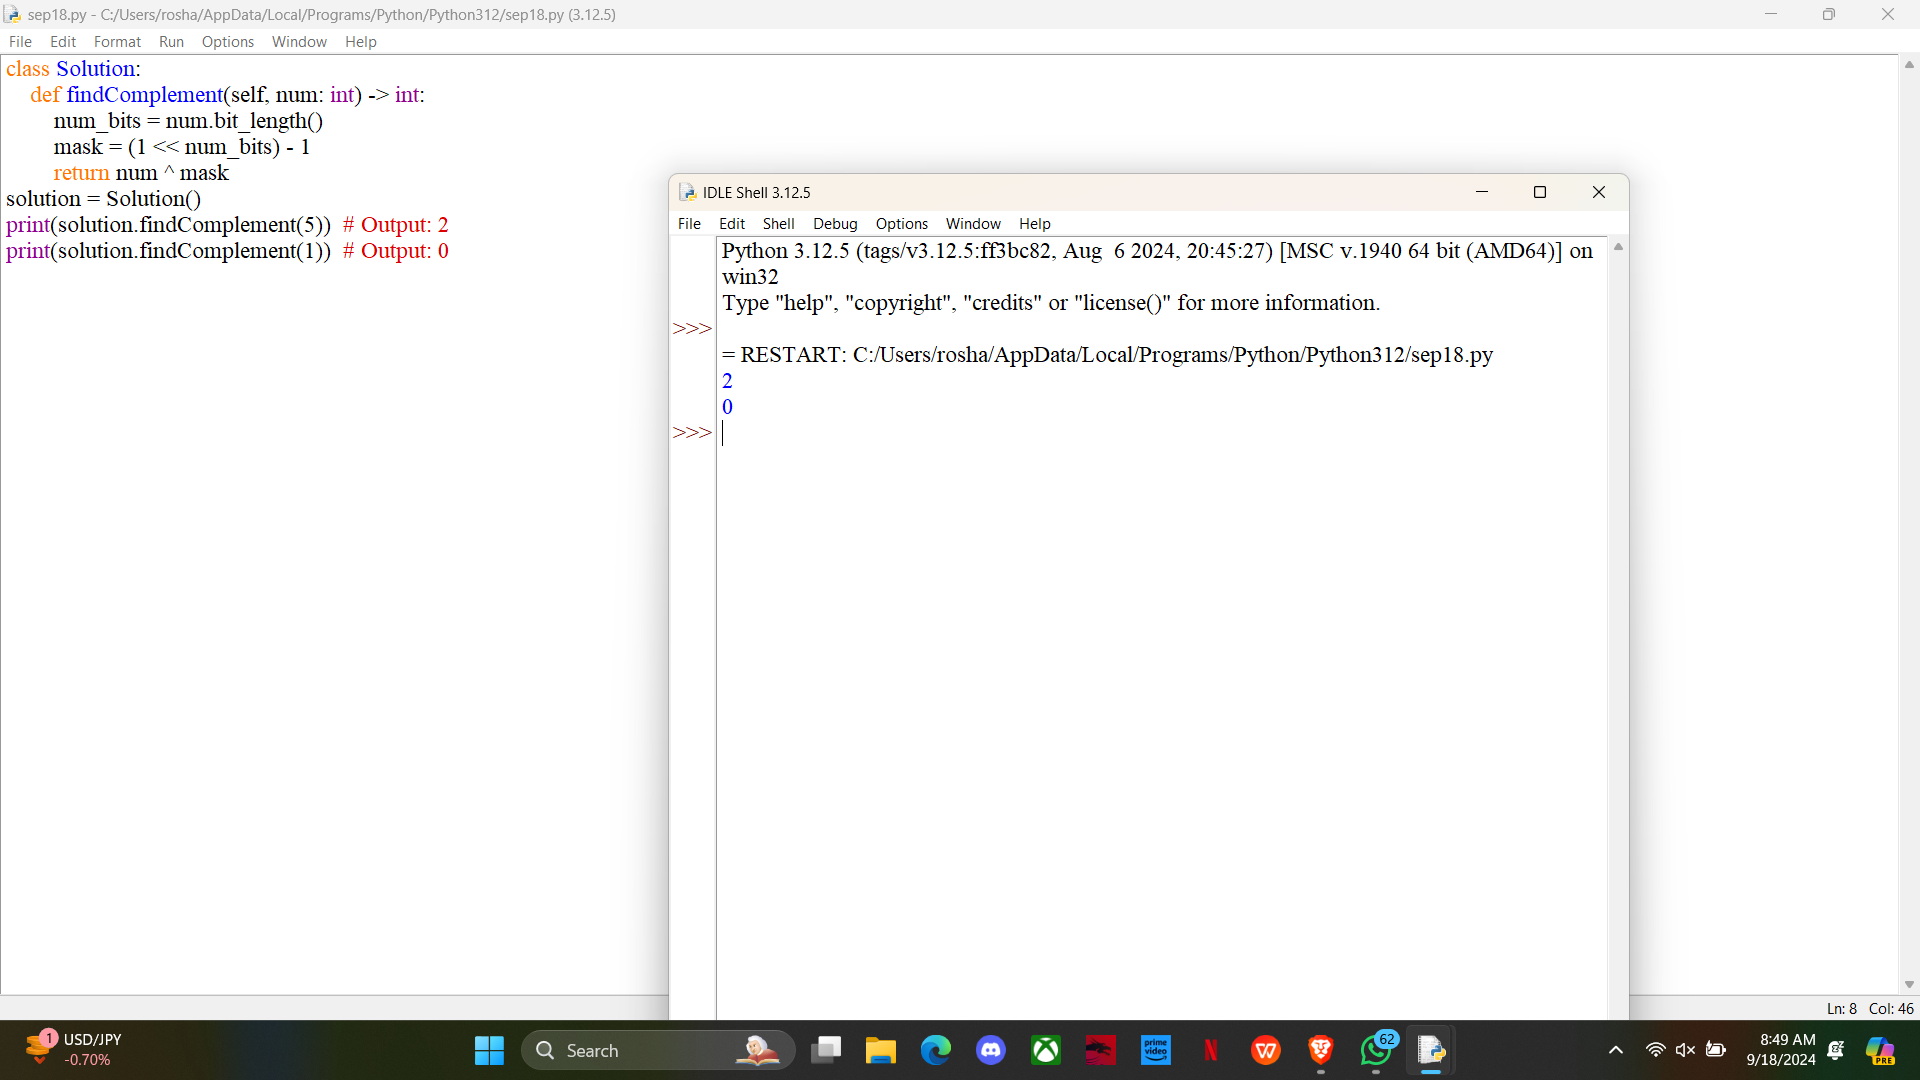 sep18.py - C:/Users/rosha/AppData/Local/Programs/Python/Python312/sep18.py (3.12.5)
File Edit Format Run Options Window Help
class Solution:
    def findComplement(self, num: int) -> int:
        num_bits = num.bit_length()
        mask = (1 << num_bits) - 1
        return num ^ mask
solution = Solution()
print(solution.findComplement(5))  # Output: 2
print(solution.findComplement(1))  # Output: 0
IDLE Shell 3.12.5
File Edit Shell Debug Options Window Help
Python 3.12.5 (tags/v3.12.5:ff3bc82, Aug  6 2024, 20:45:27) [MSC v.1940 64 bit (AMD64)] on
win32
Type "help", "copyright", "credits" or "license()" for more information.
>>>
= RESTART: C:/Users/rosha/AppData/Local/Programs/Python/Python312/sep18.py
2
0
>>>
Ln: 8 Col: 46
1
USD/JPY
-0.70%
Search
prime
video
N
W
62
8:49 AM
9/18/2024
PRE